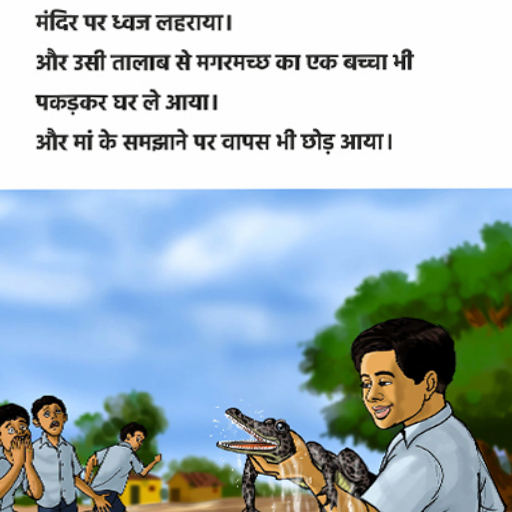 मंदिर पर ध्वज लहराया।
और उसी तालाब से मगरमच्छ का एक बच्चा भी
पकड़कर घर ले आया।
और मां के समझाने पर वापस भी छोड़ आया।